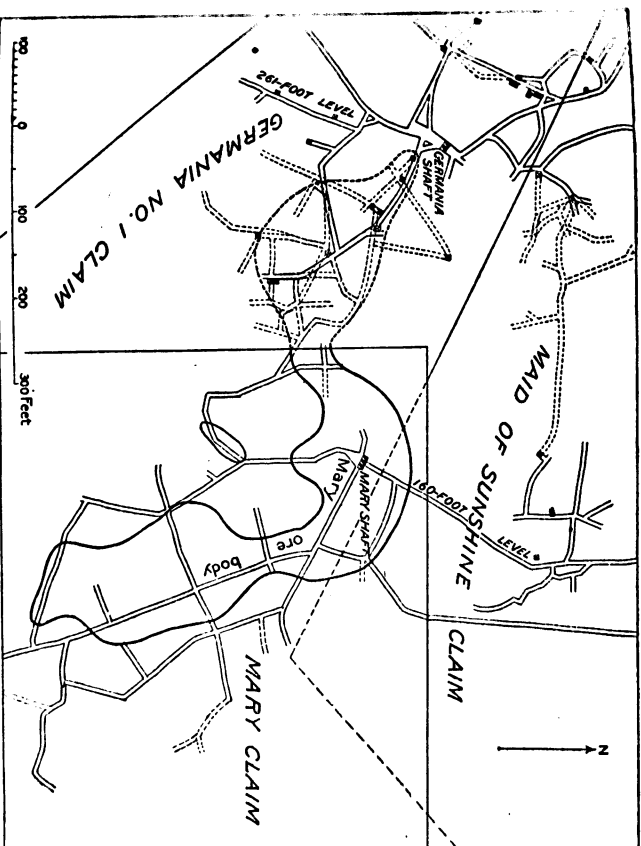 261-FOOT LEVEL
GERMANIA SHAFT
GERMANIA NO. 1 CLAIM
MAID OF SUNSHINE CLAIM
160-FOOT LEVEL
MARY SHAFT
Mary ore body
MARY CLAIM
N
100 0 100 200 300 Feet